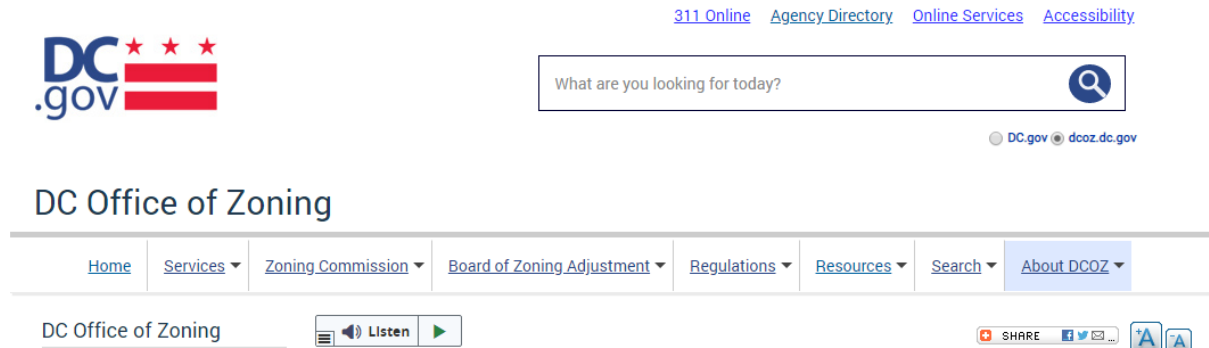 311 Online Agency Directory Online Services Accessibility
DC
.gov
What are you looking for today?
DC.gov dcoz.dc.gov
DC Office of Zoning
Home Services Zoning Commission Board of Zoning Adjustment Regulations Resources Search About DCOZ
DC Office of Zoning Listen SHARE ... +A -A